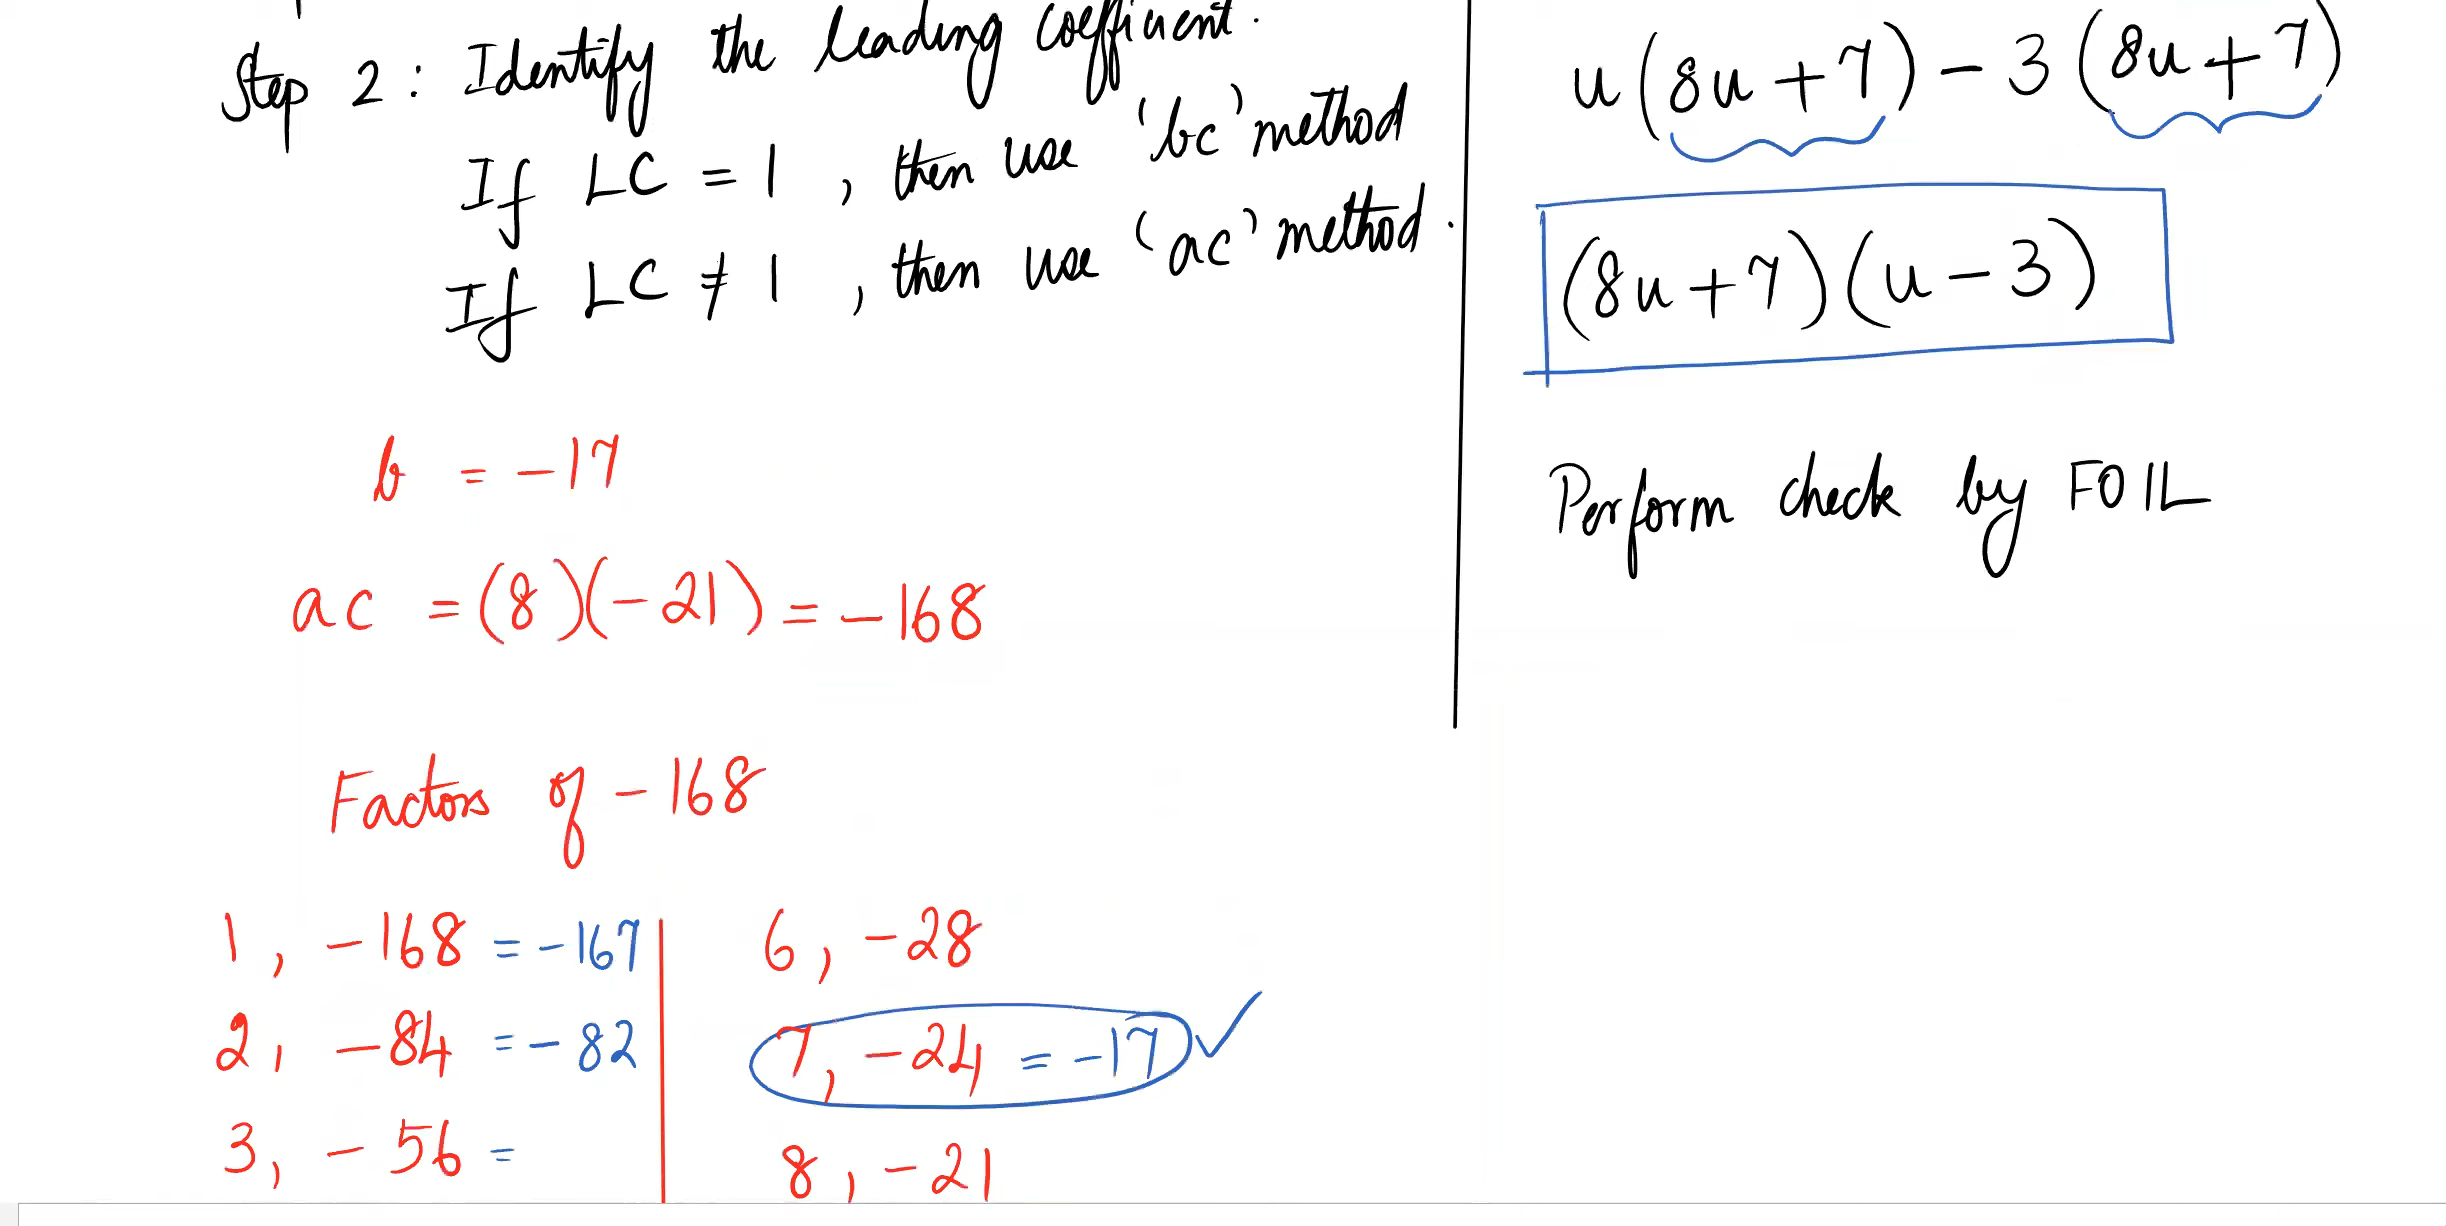 Step 2 : Identify the leading coefficient.
If LC = 1 , then use 'bc' method
If LC ≠ 1 , then use 'ac' method.
b = -17
ac = (8)(-21) = -168
Factors of -168
1, -168 = -167
2, -84 = -82
3, -56 =
6, -28
7, -24 = -17 ✓
8, -21
u(8u+7) - 3(8u+7)
(8u+7)(u-3)
Perform check by FOIL